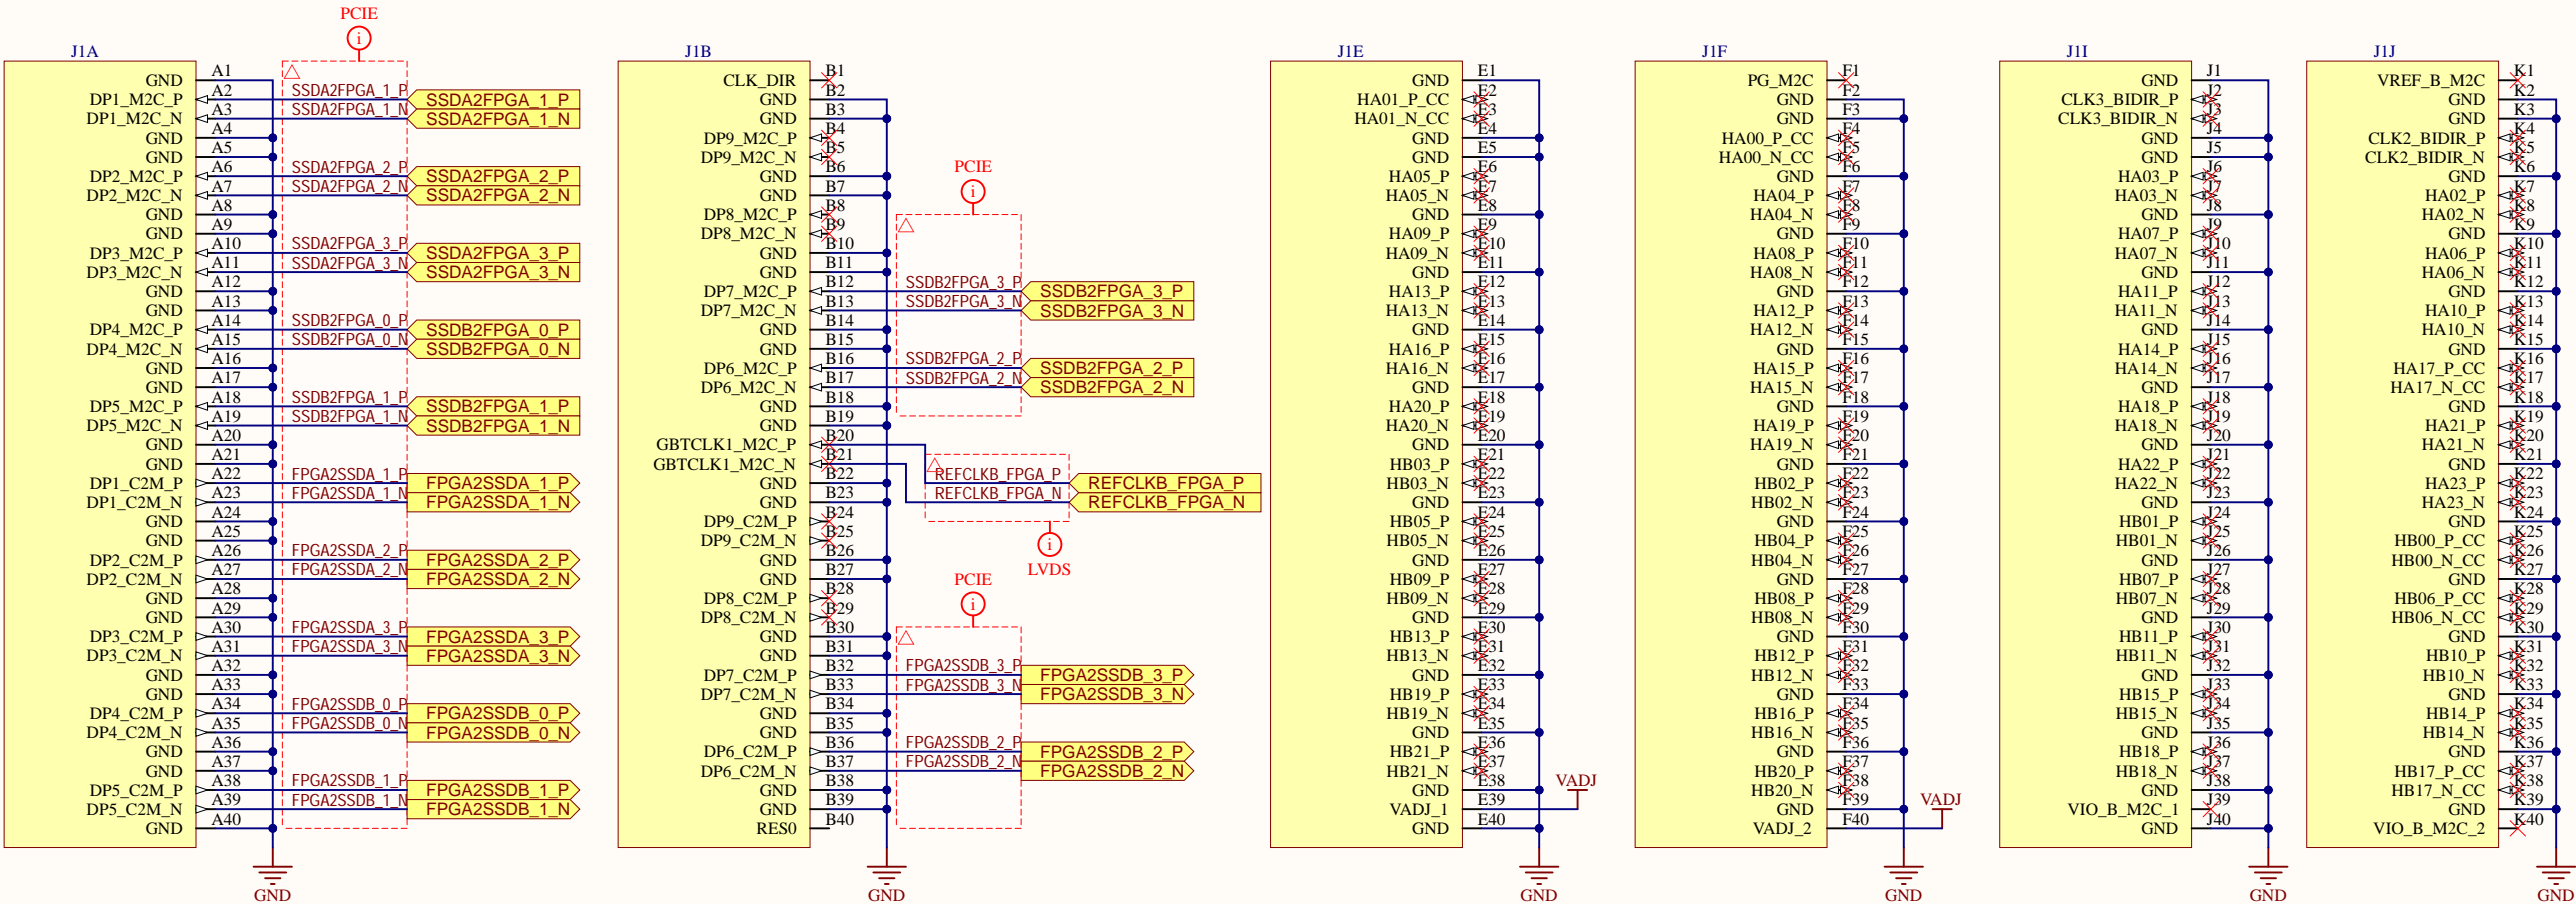 PCIE
J1A
GND A1
DP1_M2C_P A2 SSDA2FPGA_1_P SSDA2FPGA_1_P
DP1_M2C_N A3 SSDA2FPGA_1_N SSDA2FPGA_1_N
GND A4
GND A5
DP2_M2C_P A6 SSDA2FPGA_2_P SSDA2FPGA_2_P
DP2_M2C_N A7 SSDA2FPGA_2_N SSDA2FPGA_2_N
GND A8
GND A9
DP3_M2C_P A10 SSDA2FPGA_3_P SSDA2FPGA_3_P
DP3_M2C_N A11 SSDA2FPGA_3_N SSDA2FPGA_3_N
GND A12
GND A13
DP4_M2C_P A14 SSDB2FPGA_0_P SSDB2FPGA_0_P
DP4_M2C_N A15 SSDB2FPGA_0_N SSDB2FPGA_0_N
GND A16
GND A17
DP5_M2C_P A18 SSDB2FPGA_1_P SSDB2FPGA_1_P
DP5_M2C_N A19 SSDB2FPGA_1_N SSDB2FPGA_1_N
GND A20
GND A21
DP1_C2M_P A22 FPGA2SSDA_1_P FPGA2SSDA_1_P
DP1_C2M_N A23 FPGA2SSDA_1_N FPGA2SSDA_1_N
GND A24
GND A25
DP2_C2M_P A26 FPGA2SSDA_2_P FPGA2SSDA_2_P
DP2_C2M_N A27 FPGA2SSDA_2_N FPGA2SSDA_2_N
GND A28
GND A29
DP3_C2M_P A30 FPGA2SSDA_3_P FPGA2SSDA_3_P
DP3_C2M_N A31 FPGA2SSDA_3_N FPGA2SSDA_3_N
GND A32
GND A33
DP4_C2M_P A34 FPGA2SSDB_0_P FPGA2SSDB_0_P
DP4_C2M_N A35 FPGA2SSDB_0_N FPGA2SSDB_0_N
GND A36
GND A37
DP5_C2M_P A38 FPGA2SSDB_1_P FPGA2SSDB_1_P
DP5_C2M_N A39 FPGA2SSDB_1_N FPGA2SSDB_1_N
GND A40
GND
J1B
CLK_DIR B1
GND B2
GND B3
DP9_M2C_P B4
DP9_M2C_N B5
GND B6
GND B7
DP8_M2C_P B8
DP8_M2C_N B9
GND B10
GND B11
PCIE
DP7_M2C_P B12 SSDB2FPGA_3_P SSDB2FPGA_3_P
DP7_M2C_N B13 SSDB2FPGA_3_N SSDB2FPGA_3_N
GND B14
GND B15
DP6_M2C_P B16 SSDB2FPGA_2_P SSDB2FPGA_2_P
DP6_M2C_N B17 SSDB2FPGA_2_N SSDB2FPGA_2_N
GND B18
GND B19
GBTCLK1_M2C_P B20 REFCLKB_FPGA_P REFCLKB_FPGA_P
GBTCLK1_M2C_N B21 REFCLKB_FPGA_N REFCLKB_FPGA_N
LVDS
GND B22
GND B23
DP9_C2M_P B24
DP9_C2M_N B25
GND B26
GND B27
DP8_C2M_P B28
DP8_C2M_N B29
GND B30
GND B31
PCIE
DP7_C2M_P B32 FPGA2SSDB_3_P FPGA2SSDB_3_P
DP7_C2M_N B33 FPGA2SSDB_3_N FPGA2SSDB_3_N
GND B34
GND B35
DP6_C2M_P B36 FPGA2SSDB_2_P FPGA2SSDB_2_P
DP6_C2M_N B37 FPGA2SSDB_2_N FPGA2SSDB_2_N
GND B38
GND B39
RES0 B40
GND
J1E
GND E1
HA01_P_CC E2
HA01_N_CC E3
GND E4
GND E5
HA05_P E6
HA05_N E7
GND E8
HA09_P E9
HA09_N E10
GND E11
HA13_P E12
HA13_N E13
GND E14
HA16_P E15
HA16_N E16
GND E17
HA20_P E18
HA20_N E19
GND E20
HB03_P E21
HB03_N E22
GND E23
HB05_P E24
HB05_N E25
GND E26
HB09_P E27
HB09_N E28
GND E29
HB13_P E30
HB13_N E31
GND E32
HB19_P E33
HB19_N E34
GND E35
HB21_P E36
HB21_N E37
GND E38
VADJ_1 E39 VADJ
GND E40
GND
J1F
PG_M2C F1
GND F2
GND F3
HA00_P_CC F4
HA00_N_CC F5
GND F6
HA04_P F7
HA04_N F8
GND F9
HA08_P F10
HA08_N F11
GND F12
HA12_P F13
HA12_N F14
GND F15
HA15_P F16
HA15_N F17
GND F18
HA19_P F19
HA19_N F20
GND F21
HB02_P F22
HB02_N F23
GND F24
HB04_P F25
HB04_N F26
GND F27
HB08_P F28
HB08_N F29
GND F30
HB12_P F31
HB12_N F32
GND F33
HB16_P F34
HB16_N F35
GND F36
HB20_P F37
HB20_N F38
GND F39
VADJ_2 F40 VADJ
GND
J1I
GND J1
CLK3_BIDIR_P J2
CLK3_BIDIR_N J3
GND J4
GND J5
HA03_P J6
HA03_N J7
GND J8
HA07_P J9
HA07_N J10
GND J11
HA11_P J12
HA11_N J13
GND J14
HA14_P J15
HA14_N J16
GND J17
HA18_P J18
HA18_N J19
GND J20
HA22_P J21
HA22_N J22
GND J23
HB01_P J24
HB01_N J25
GND J26
HB07_P J27
HB07_N J28
GND J29
HB11_P J30
HB11_N J31
GND J32
HB15_P J33
HB15_N J34
GND J35
HB18_P J36
HB18_N J37
GND J38
VIO_B_M2C_1 J39
GND J40
GND
J1J
VREF_B_M2C K1
GND K2
GND K3
CLK2_BIDIR_P K4
CLK2_BIDIR_N K5
GND K6
HA02_P K7
HA02_N K8
GND K9
HA06_P K10
HA06_N K11
GND K12
HA10_P K13
HA10_N K14
GND K15
HA17_P_CC K16
HA17_N_CC K17
GND K18
HA21_P K19
HA21_N K20
GND K21
HA23_P K22
HA23_N K23
GND K24
HB00_P_CC K25
HB00_N_CC K26
GND K27
HB06_P_CC K28
HB06_N_CC K29
GND K30
HB10_P K31
HB10_N K32
GND K33
HB14_P K34
HB14_N K35
GND K36
HB17_P_CC K37
HB17_N_CC K38
GND K39
VIO_B_M2C_2 K40
GND